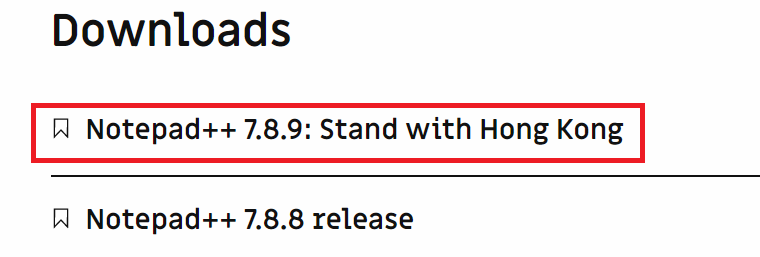 Downloads
Notepad++ 7.8.9: Stand with Hong Kong
Notepad++ 7.8.8 release